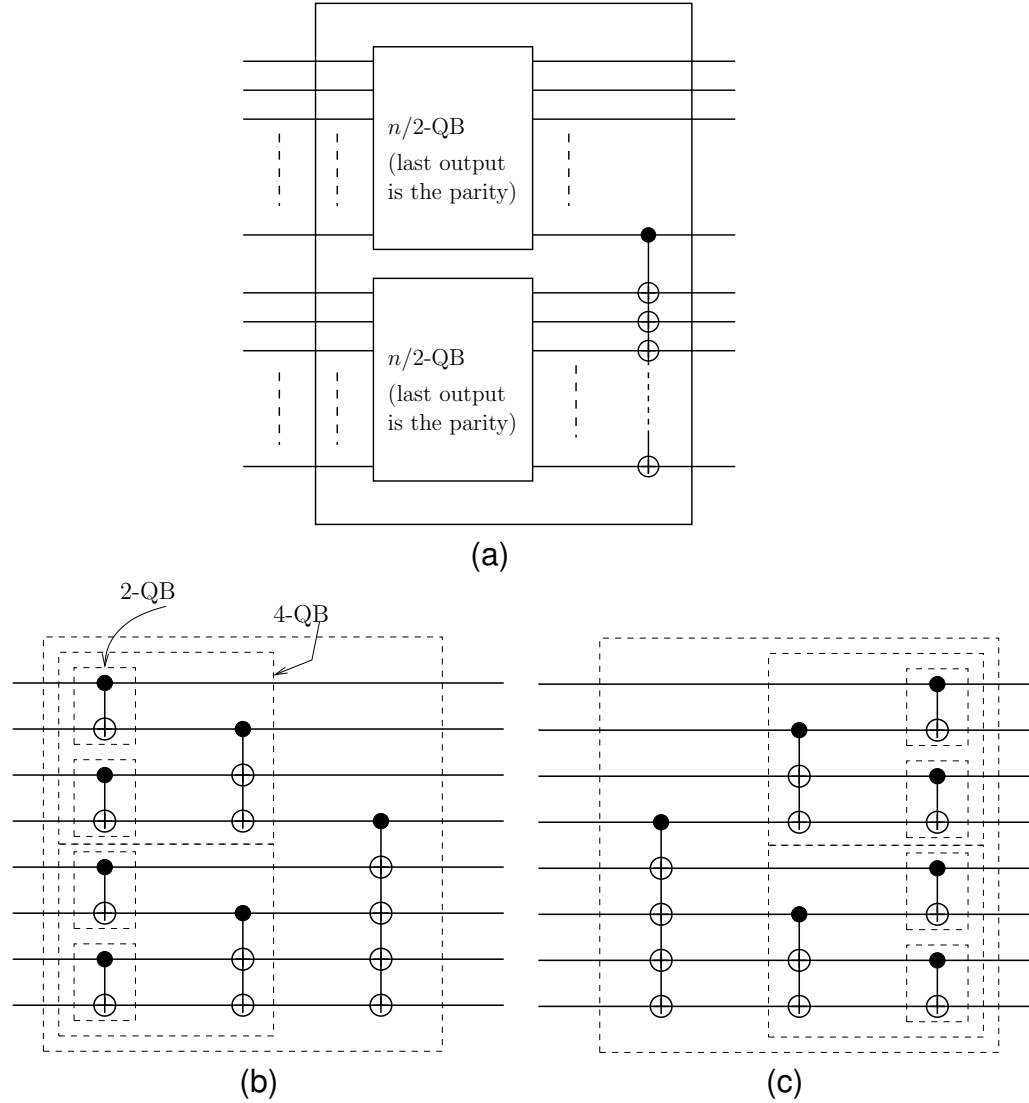 n/2-QB
(last output
is the parity)
n/2-QB
(last output
is the parity)
(a)
2-QB
4-QB
(b)
(c)